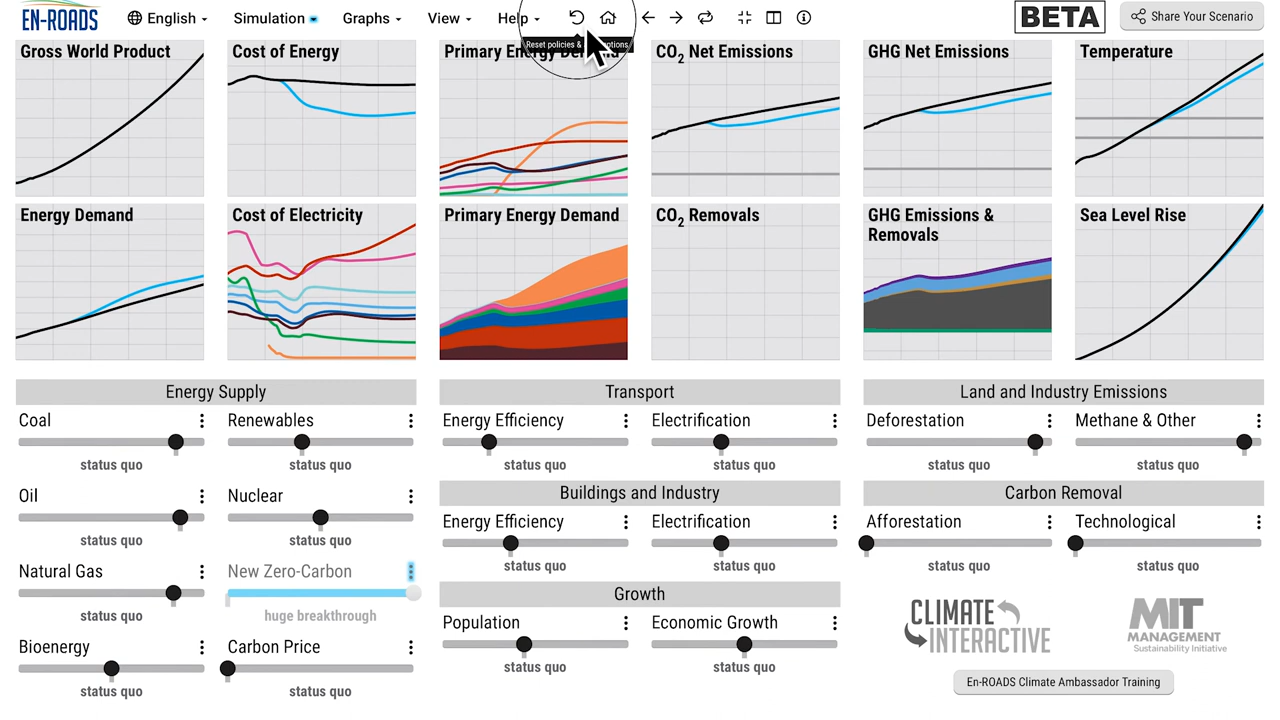 EN-ROADS
English
Simulation
Graphs
View
Help
BETA
Share Your Scenario
Reset policies &
Gross World Product
Cost of Energy
Primary Energy Demand
CO2 Net Emissions
GHG Net Emissions
Temperature
Energy Demand
Cost of Electricity
Primary Energy Demand
CO2 Removals
GHG Emissions &
Removals
Sea Level Rise
Energy Supply
Transport
Land and Industry Emissions
Coal
status quo
Renewables
status quo
Energy Efficiency
status quo
Electrification
status quo
Deforestation
status quo
Methane & Other
status quo
Oil
status quo
Nuclear
status quo
Buildings and Industry
Energy Efficiency
status quo
Electrification
status quo
Carbon Removal
Afforestation
status quo
Technological
status quo
Natural Gas
status quo
New Zero-Carbon
huge breakthrough
Growth
Population
status quo
Economic Growth
status quo
Bioenergy
status quo
Carbon Price
status quo
CLIMATE
INTERACTIVE
MIT
MANAGEMENT
Sustainability Initiative
En-ROADS Climate Ambassador Training